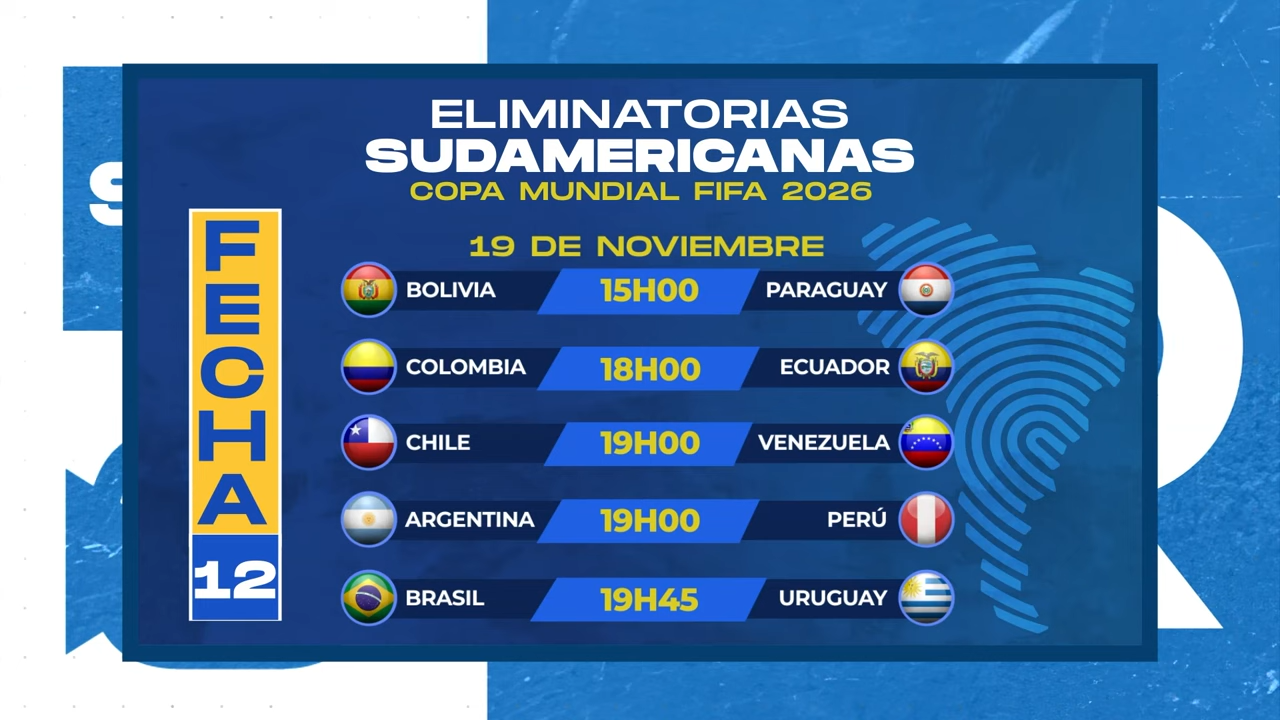 ELIMINATORIAS
SUDAMERICANAS
COPA MUNDIAL FIFA 2026
FECHA
12
19 DE NOVIEMBRE
BOLIVIA 15H00 PARAGUAY
COLOMBIA 18H00 ECUADOR
CHILE 19H00 VENEZUELA
ARGENTINA 19H00 PERÚ
BRASIL 19H45 URUGUAY